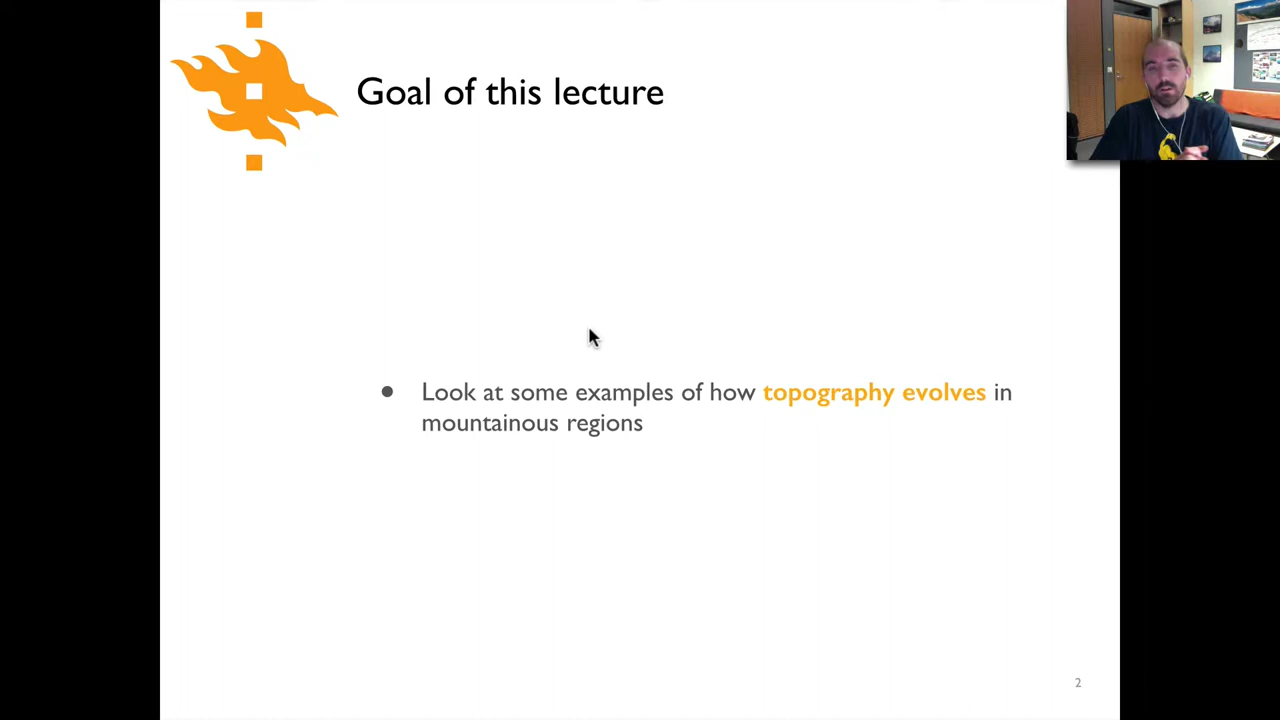 Goal of this lecture
● Look at some examples of how topography evolves in
mountainous regions
2